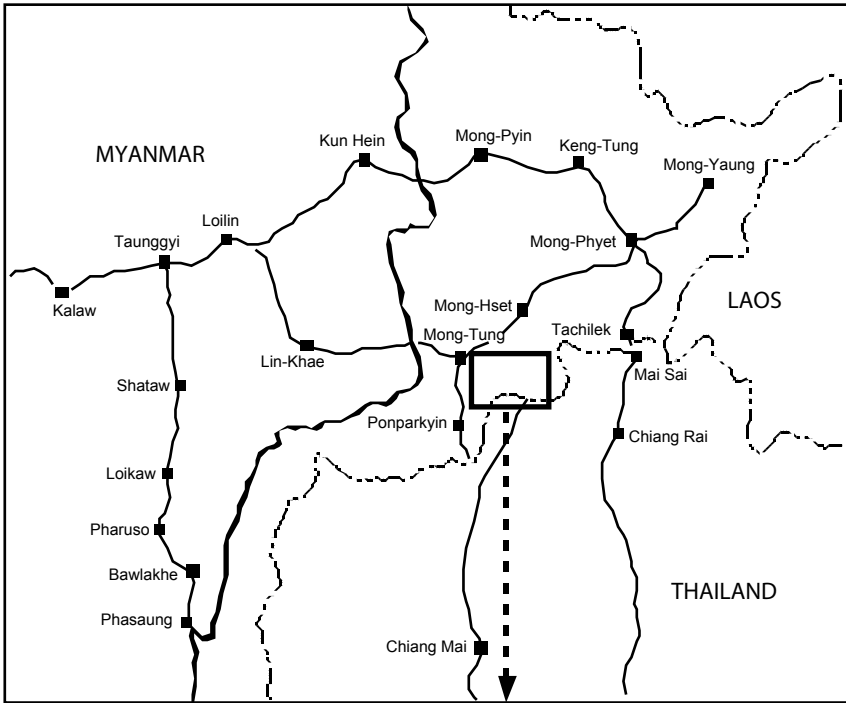 Kun Hein
Mong-Pyin
Keng-Tung
MYANMAR
Mong-Yaung
Loilin
Taunggyi
Mong-Phyet
LAOS
Kalaw
Mong-Hset
Mong-Tung
Tachilek
Lin-Khae
Mai Sai
Shataw
Ponparkyin
Chiang Rai
Loikaw
Pharuso
Bawlakhe
THAILAND
Phasaung
Chiang Mai